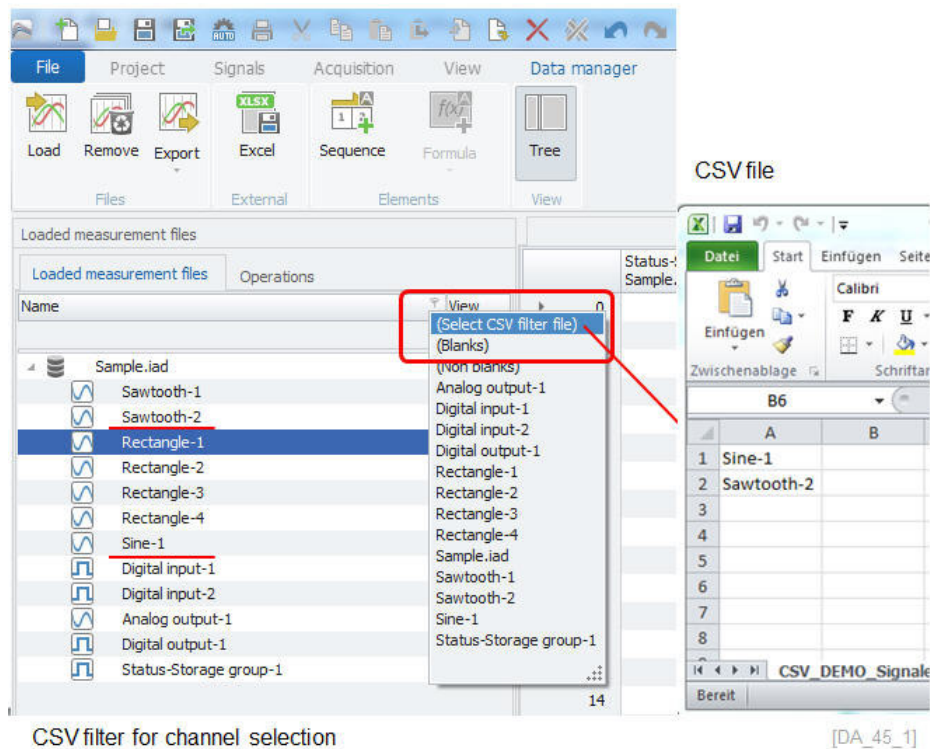 AUTO
File Project Signals Acquisition View Data manager
XLSX
A
1
f(x)
Load Remove Export Excel Sequence Formula Tree
Files External Elements View
Loaded measurement files
Loaded measurement files Operations
Name View
Sample.iad
Sawtooth-1
Sawtooth-2
Rectangle-1
Rectangle-2
Rectangle-3
Rectangle-4
Sine-1
Digital input-1
Digital input-2
Analog output-1
Digital output-1
Status-Storage group-1
(Select CSV filter file)
(Blanks)
(Non blanks)
Analog output-1
Digital input-1
Digital input-2
Digital output-1
Rectangle-1
Rectangle-2
Rectangle-3
Rectangle-4
Sample.iad
Sawtooth-1
Sawtooth-2
Sine-1
Status-Storage group-1
Status-
Sample.
0
14
CSV file
Datei Start Einfügen Seite
Calibri
F K U
Einfügen
Zwischenablage Schriftar
B6
A B
1 Sine-1
2 Sawtooth-2
3
4
5
6
7
8
CSV_DEMO_Signale
Bereit
CSV filter for channel selection
[DA_45_1]